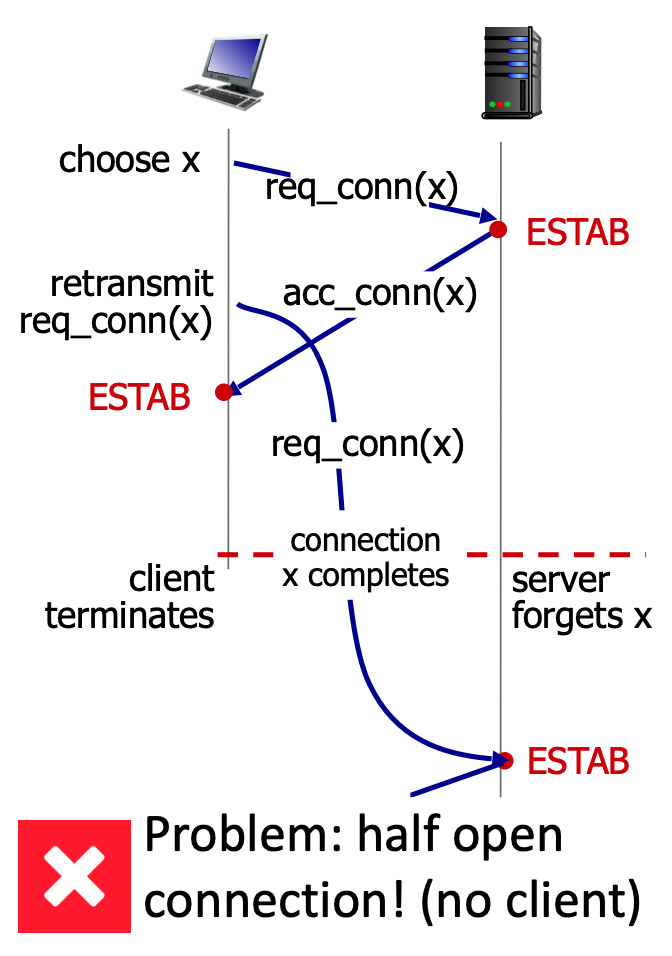 choose x
req_conn(x)
ESTAB
retransmit
req_conn(x)
acc_conn(x)
ESTAB
req_conn(x)
connection
x completes
client
terminates
server
forgets x
ESTAB
Problem: half open
connection! (no client)